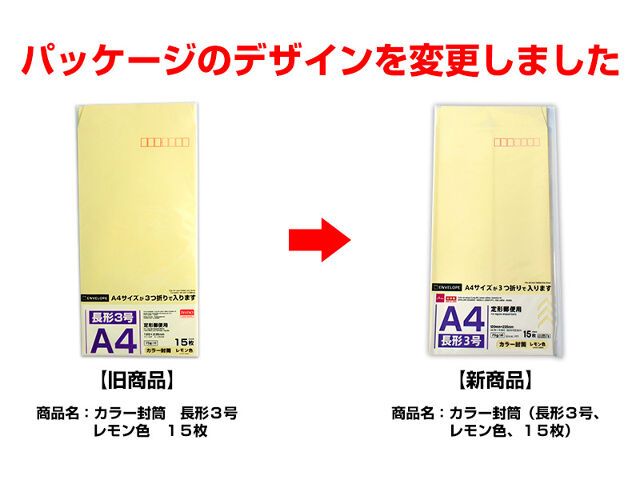 パッケージのデザインを変更しました
ENVELOPE
A4サイズが3つ折りで入ります
長形3号
A4
定形郵便用
15枚
カラー封筒 レモン色
ENVELOPE
A4サイズが3つ折りで入ります
A4
長形3号
定形郵便用
120mm×235mm
15枚
カラー封筒 レモン色
【旧商品】
商品名：カラー封筒　長形３号
レモン色　１５枚
【新商品】
商品名：カラー封筒（長形３号、
レモン色、１５枚）